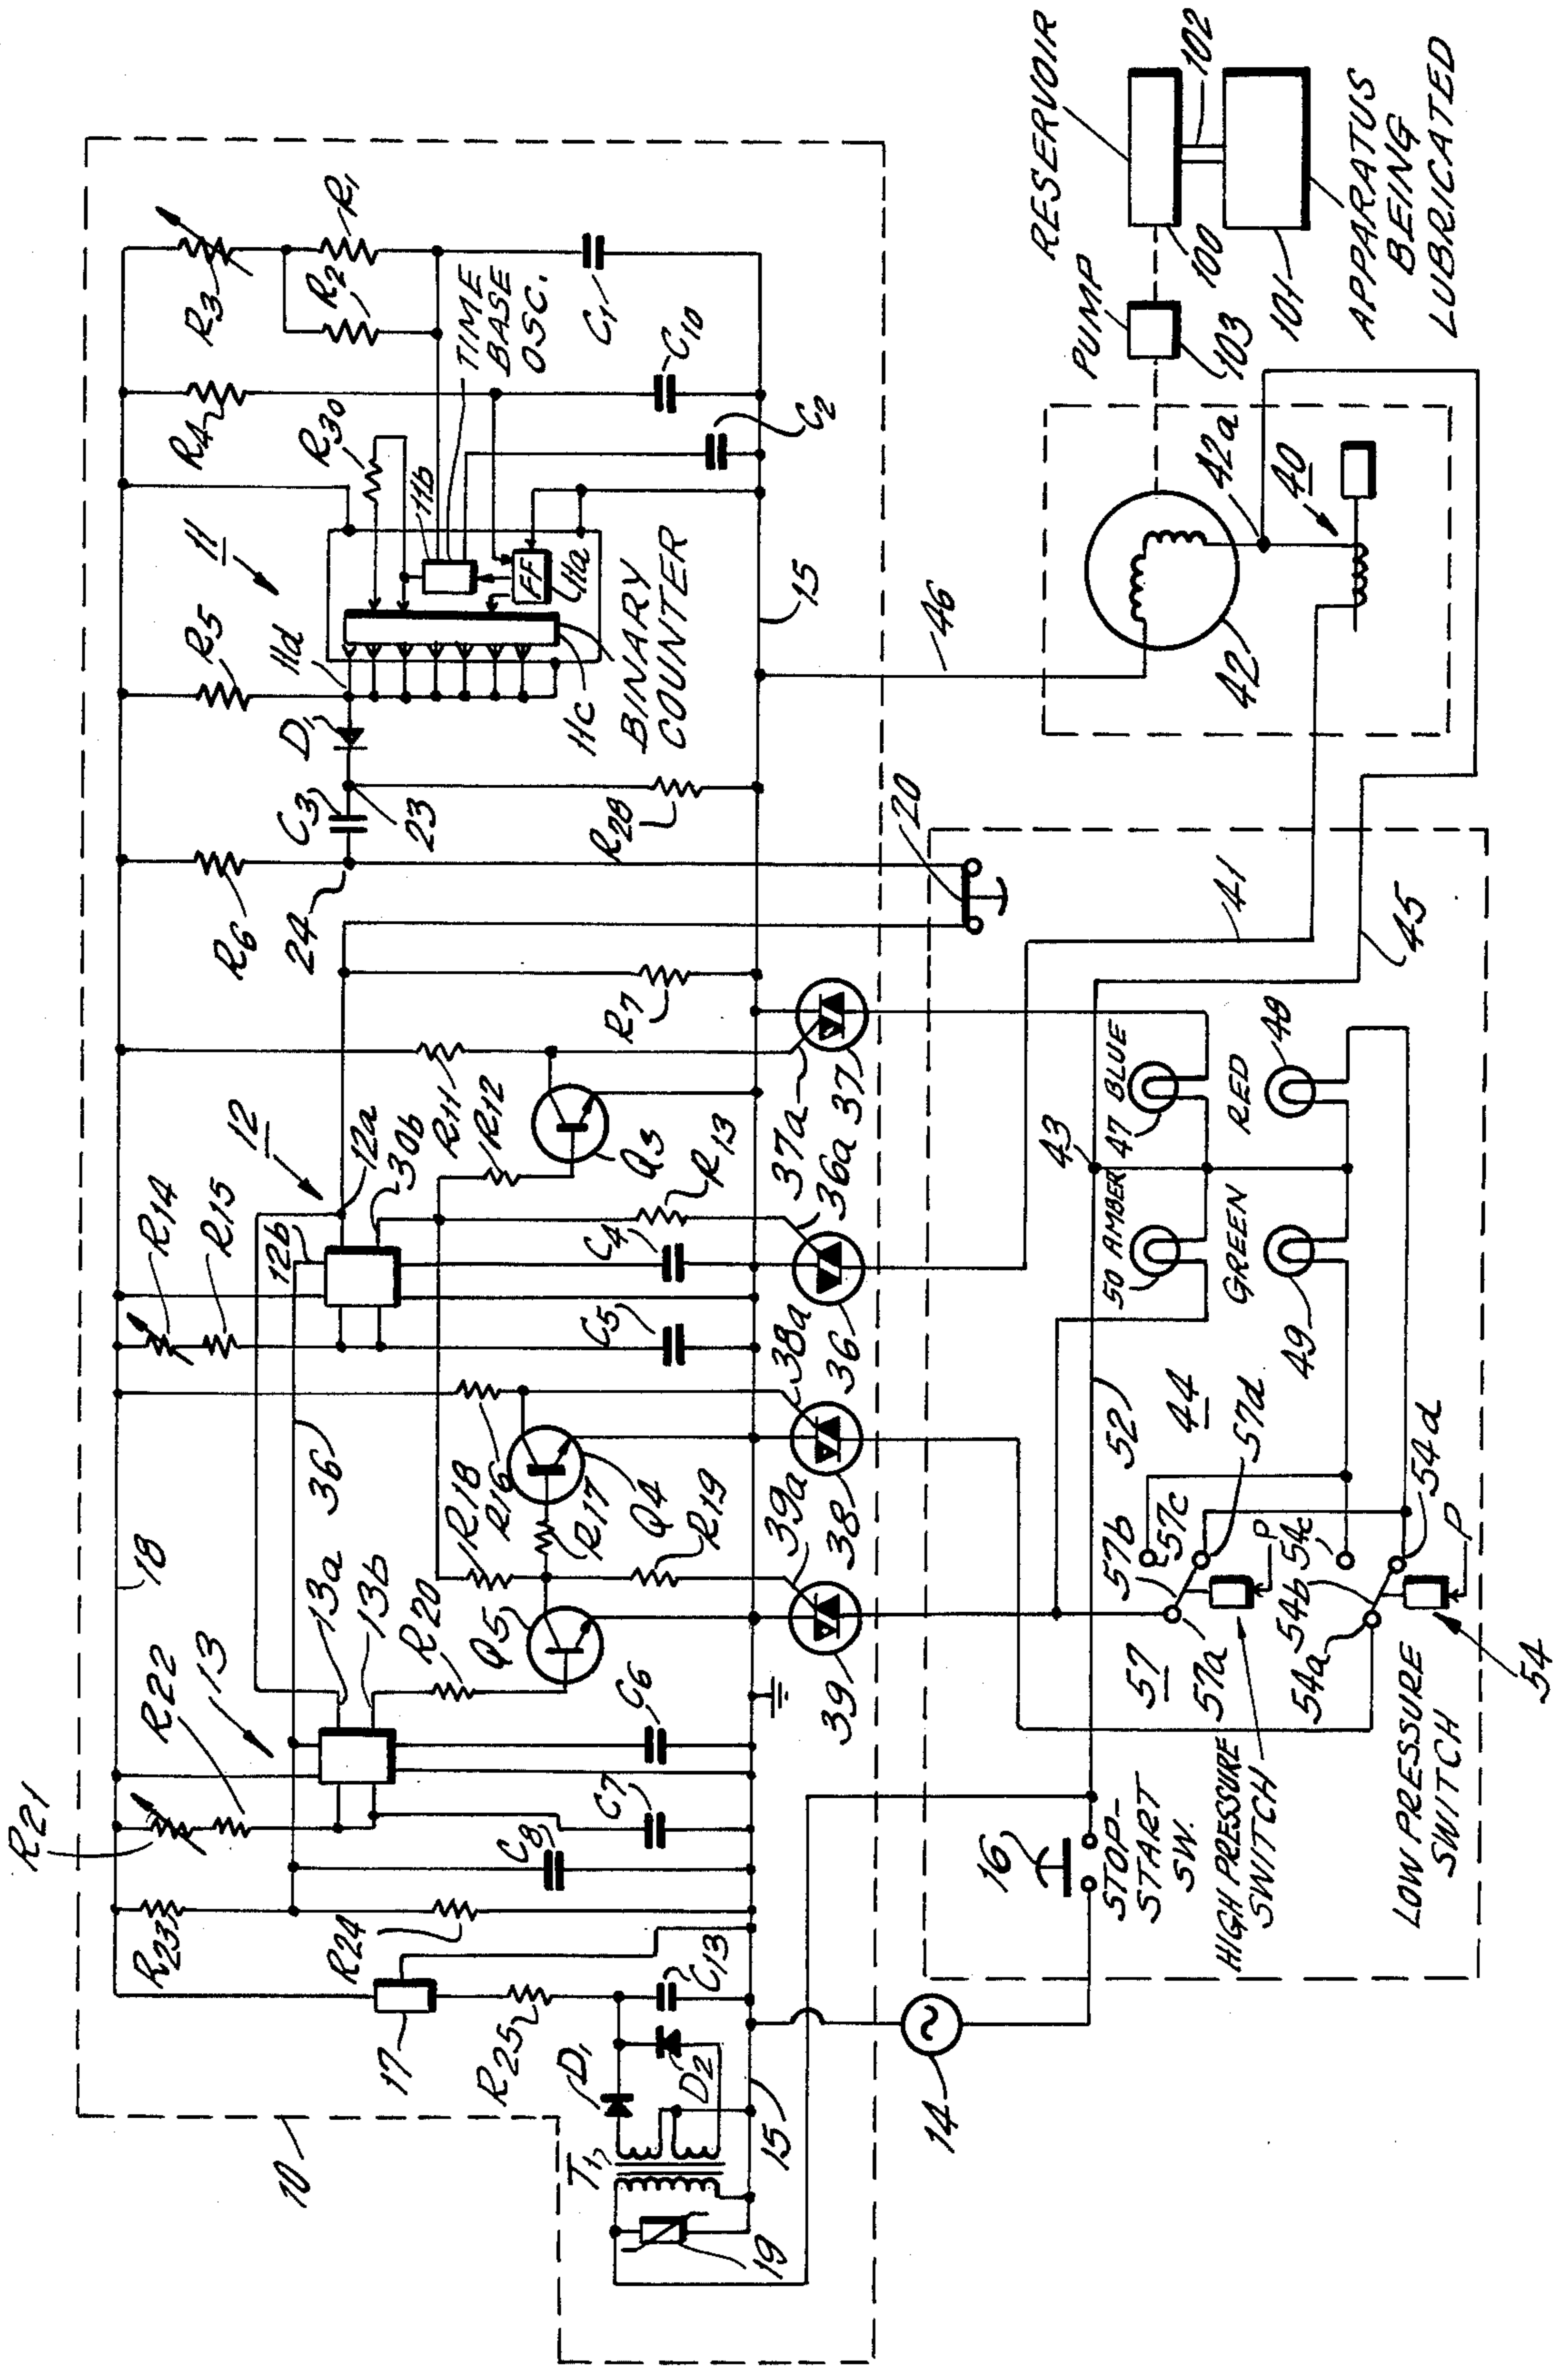 R21
R22
13
18
R14
R15
12
R6
R5
11
R4
R3
R1
R2
R30
36
12b
12a
30b
24
C3
23
D1
11d
11b
TIME
BASE
OSC.
FF
11a
11c
BINARY
COUNTER
C1
C10
C2
R23
R24
17
R25
13a
13b
R20
Q5
R18
R16
R17
Q4
R19
R11
R12
Q3
R13
R7
R28
10
T1
D1
D2
C13
C8
C7
C6
C5
C4
15
15
19
39
39a
38
38a
36
36a
37a
37
20
46
14
16
STOP-
START
SW.
HIGH PRESSURE
SWITCH
LOW PRESSURE
SWITCH
57
57a
57b
57c
57d
P
54a
54b
54c
54d
P
54
52
44
43
50 AMBER
47 BLUE
GREEN
49
RED
48
41
45
42
42a
40
PUMP
103
RESERVOIR
100
102
101
APPARATUS
BEING
LUBRICATED